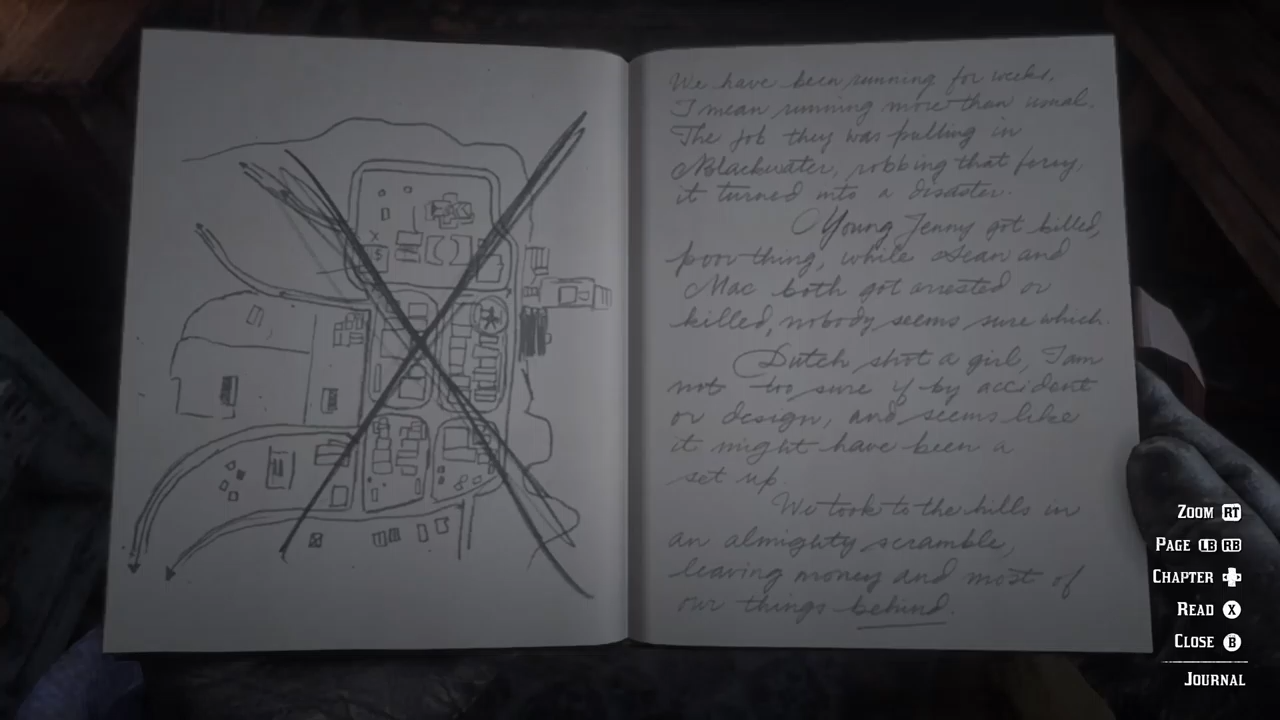 We have been running for weeks.
I mean running more than usual.
The job they was pulling in
Blackwater, robbing that ferry,
it turned into a disaster.
Young Jenny got killed,
poor thing, while Sean and
Mac both got arrested or
killed, nobody seems sure which.
Dutch shot a girl, I am
not too sure if by accident
or design, and seems like
it might have been a
set up.
We took to the hills in
an almighty scramble,
leaving money and most of
our things behind.
X
$
ZOOM RT
PAGE LB RB
CHAPTER
READ X
CLOSE B
JOURNAL